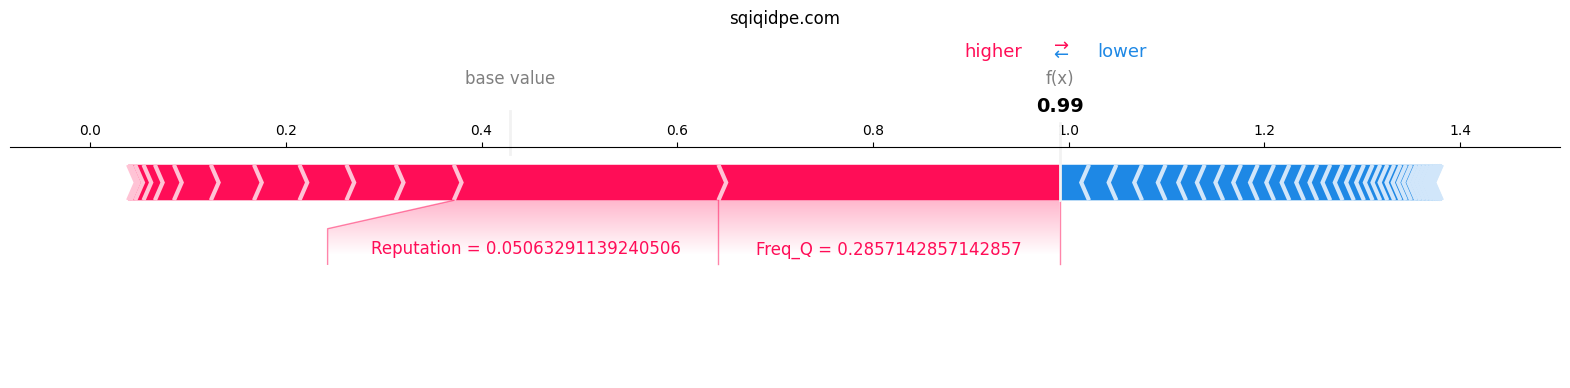 sqiqidpe.com
higher ⇄ lower
base value f(x)
0.99
0.0 0.2 0.4 0.6 0.8 1.0 1.2 1.4
Reputation = 0.05063291139240506 Freq_Q = 0.2857142857142857